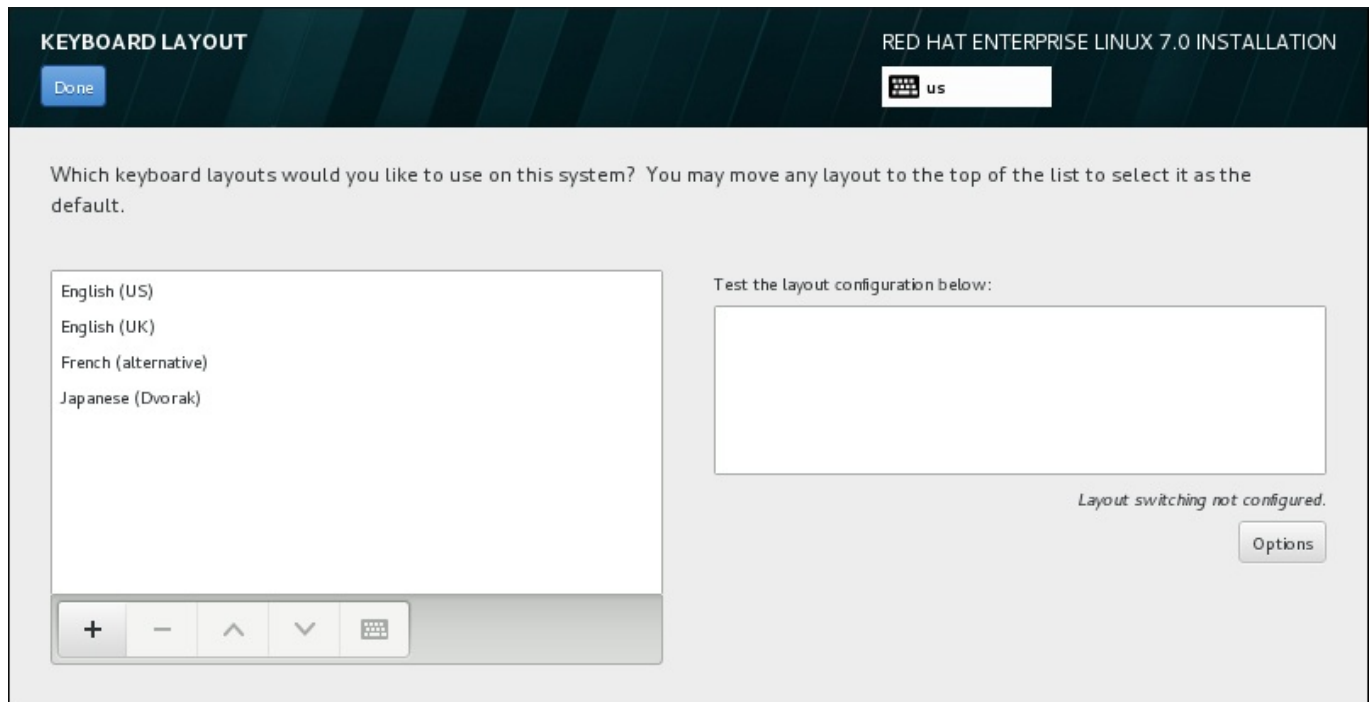 KEYBOARD LAYOUT
RED HAT ENTERPRISE LINUX 7.0 INSTALLATION
Done
us
Which keyboard layouts would you like to use on this system? You may move any layout to the top of the list to select it as the
default.
English (US)
English (UK)
French (alternative)
Japanese (Dvorak)
Test the layout configuration below:
Layout switching not configured.
Options